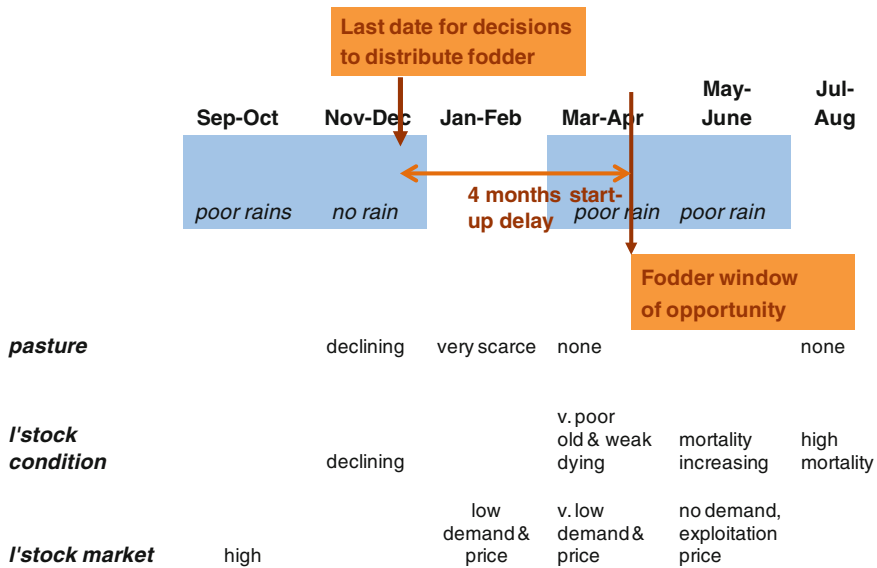 Last date for decisions
to distribute fodder
May-
Jul-
Sep-Oct Nov-Dec Jan-Feb Mar-Apr June Aug
4 months start-
up delay
poor rains no rain poor rain poor rain
Fodder window
of opportunity
pasture declining very scarce none none
v. poor
l'stock old & weak mortality high
condition declining dying increasing mortality
low v. low no demand,
demand & demand & exploitation
l'stock market high price price price